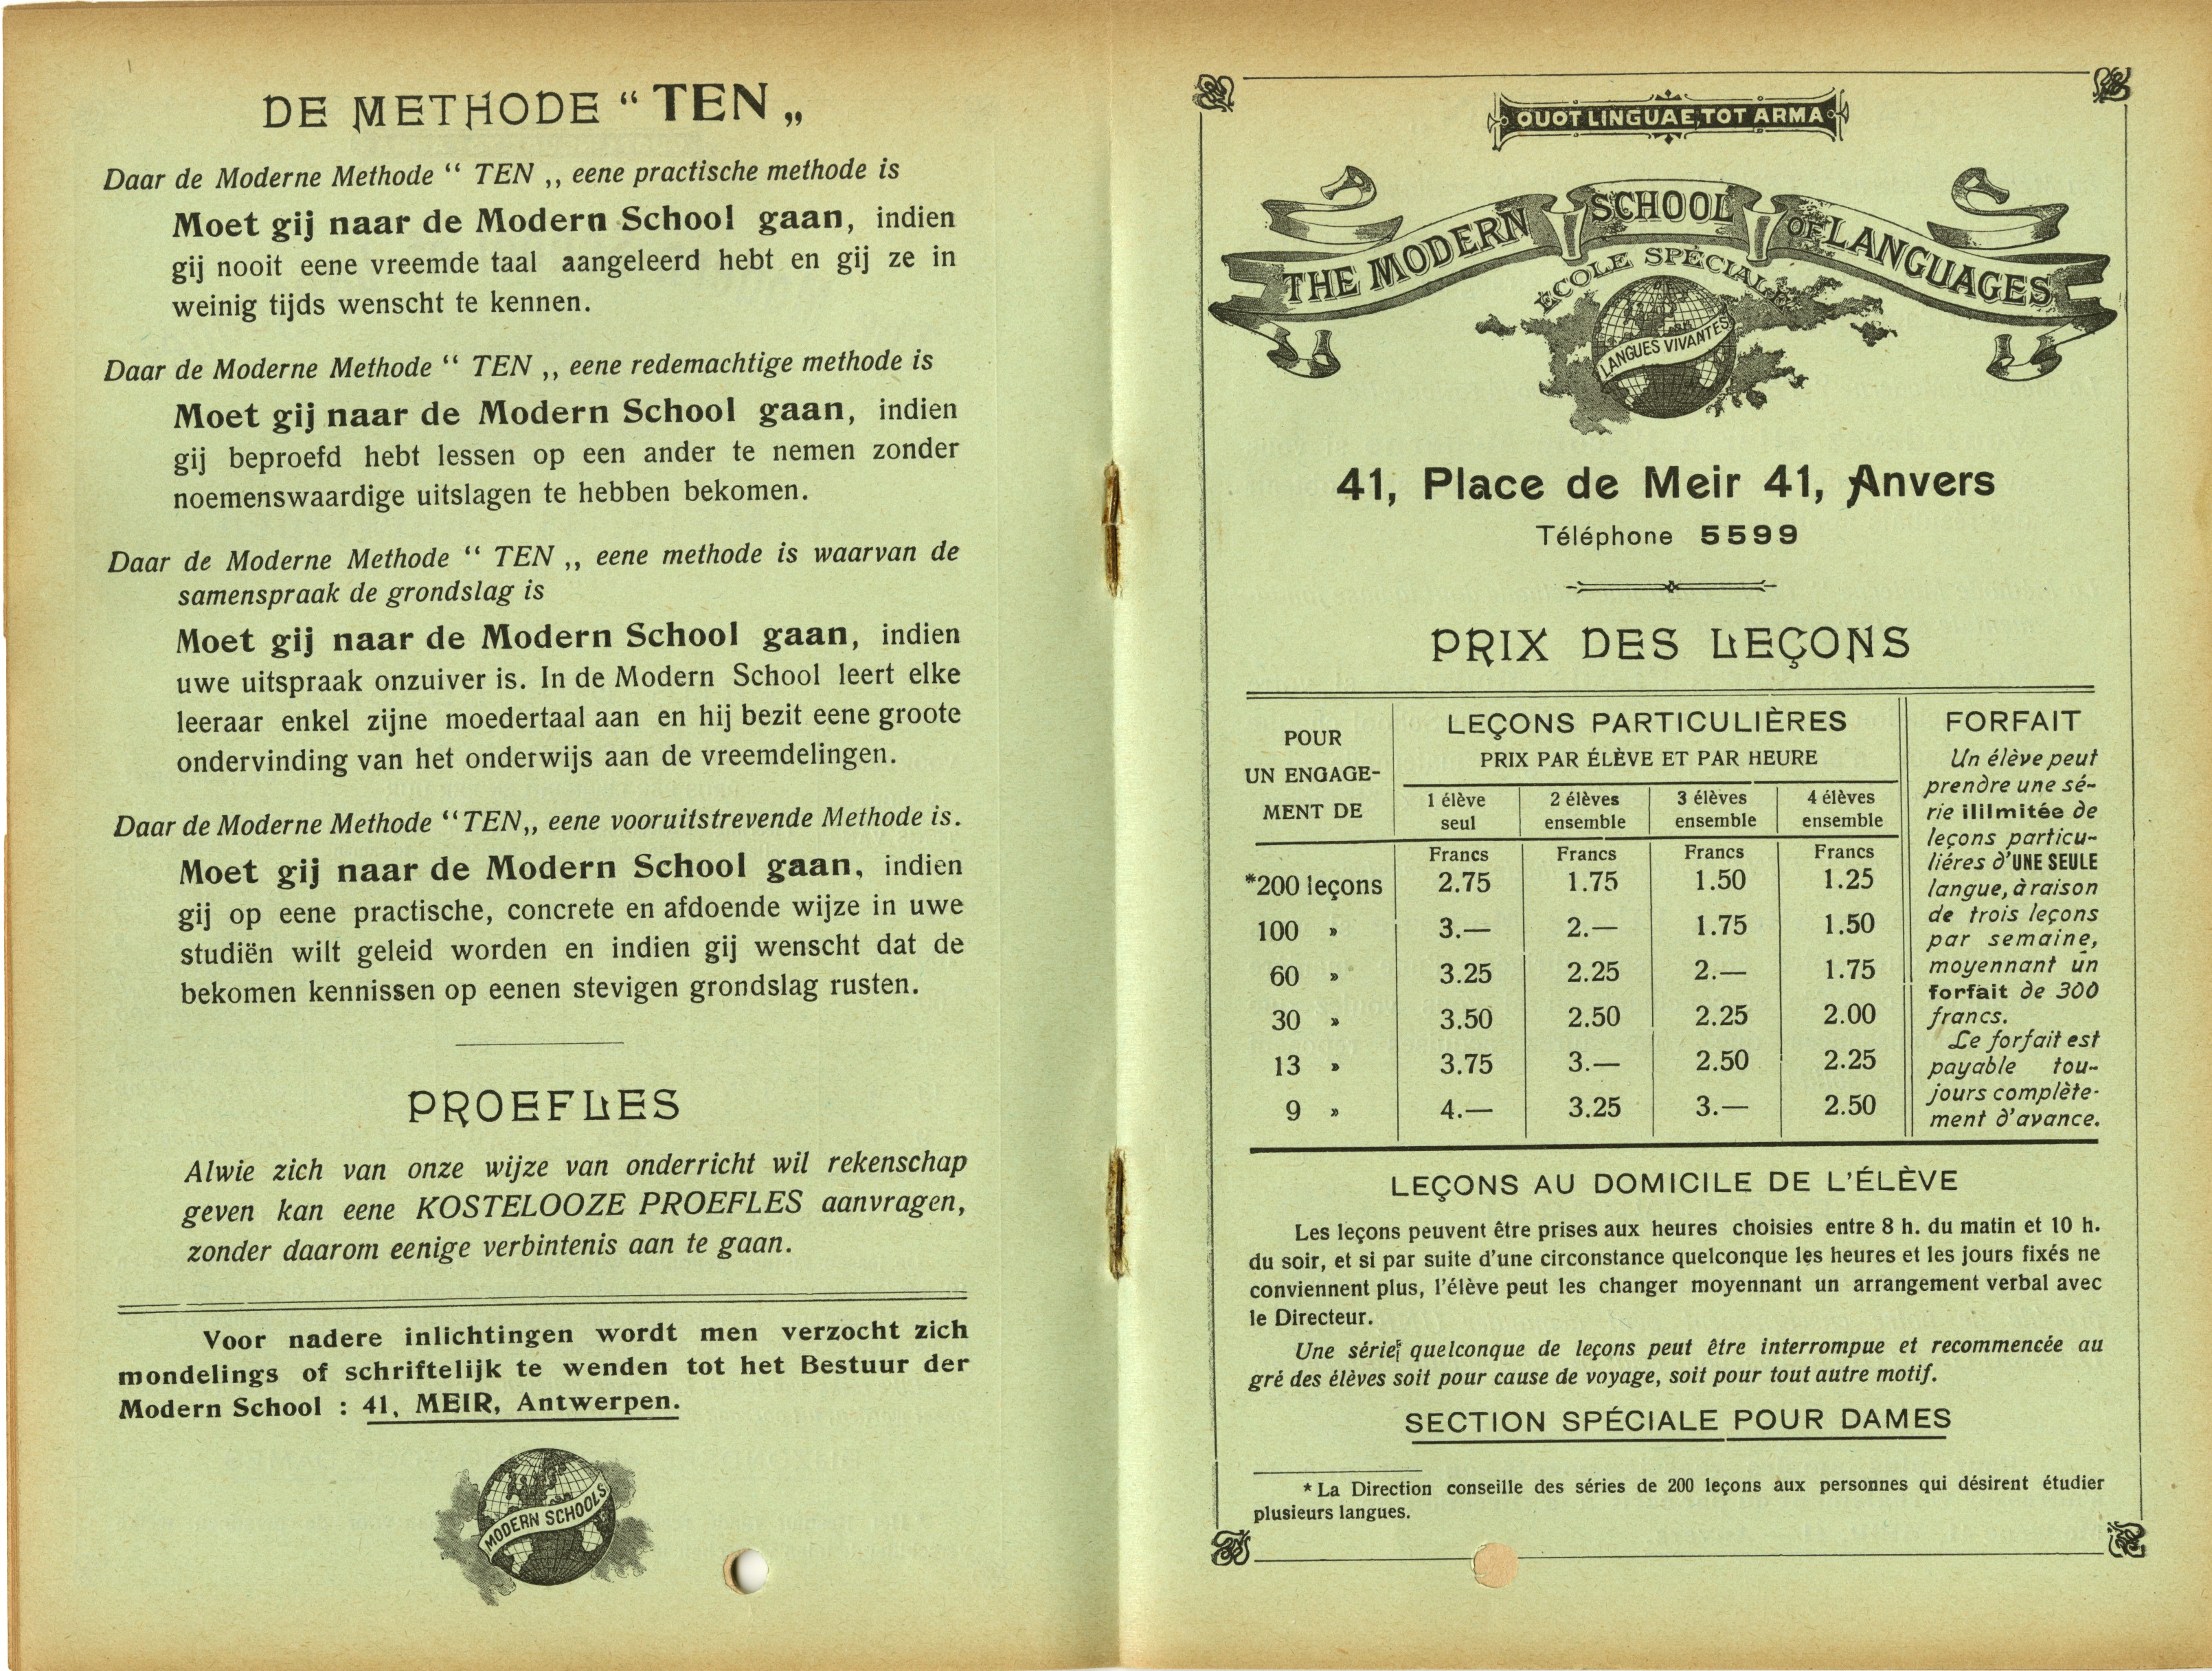 DE METHODE “ TEN „
Daar de Moderne Methode “ TEN „ eene practische methode is
Moet gij naar de Modern School gaan, indien
gij nooit eene vreemde taal aangeleerd hebt en gij ze in
weinig tijds wenscht te kennen.
Daar de Moderne Methode “ TEN „ eene redemachtige methode is
Moet gij naar de Modern School gaan, indien
gij beproefd hebt lessen op een ander te nemen zonder
noemenswaardige uitslagen te hebben bekomen.
Daar de Moderne Methode “ TEN „ eene methode is waarvan de
samenspraak de grondslag is
Moet gij naar de Modern School gaan, indien
uwe uitspraak onzuiver is. In de Modern School leert elke
leeraar enkel zijne moedertaal aan en hij bezit eene groote
ondervinding van het onderwijs aan de vreemdelingen.
Daar de Moderne Methode “ TEN „ eene vooruitstrevende Methode is.
Moet gij naar de Modern School gaan, indien
gij op eene practische, concrete en afdoende wijze in uwe
studiën wilt geleid worden en indien gij wenscht dat de
bekomen kennissen op eenen stevigen grondslag rusten.
PROEFLES
Alwie zich van onze wijze van onderricht wil rekenschap
geven kan eene KOSTELOOZE PROEFLES aanvragen,
zonder daarom eenige verbintenis aan te gaan.
Voor nadere inlichtingen wordt men verzocht zich
mondelings of schriftelijk te wenden tot het Bestuur der
Modern School : 41, MEIR, Antwerpen.
MODERN SCHOOLS
QUOT LINGUAE, TOT ARMA
THE MODERN SCHOOL OF LANGUAGES
ÉCOLE SPÉCIALE
LANGUES VIVANTES
41, Place de Meir 41, Anvers
Téléphone 5599
PRIX DES LEÇONS
POUR
UN ENGAGE-
MENT DE
LEÇONS PARTICULIÈRES
PRIX PAR ÉLÈVE ET PAR HEURE
1 élève seul 2 élèves ensemble 3 élèves ensemble 4 élèves ensemble
Francs Francs Francs Francs
*200 leçons 2.75 1.75 1.50 1.25
100 » 3.— 2.— 1.75 1.50
60 » 3.25 2.25 2.— 1.75
30 » 3.50 2.50 2.25 2.00
13 » 3.75 3.— 2.50 2.25
9 » 4.— 3.25 3.— 2.50
FORFAIT
Un élève peut
prendre une sé-
rie ililmitée de
leçons particu-
liéres d'UNE SEULE
langue, à raison
de trois leçons
par semaine,
moyennant un
forfait de 300
francs.
Le forfait est
payable tou-
jours complète-
ment d'avance.
LEÇONS AU DOMICILE DE L'ÉLÈVE
Les leçons peuvent être prises aux heures choisies entre 8 h. du matin et 10 h.
du soir, et si par suite d'une circonstance quelconque les heures et les jours fixés ne
conviennent plus, l'élève peut les changer moyennant un arrangement verbal avec
le Directeur.
Une série quelconque de leçons peut être interrompue et recommencée au
gré des élèves soit pour cause de voyage, soit pour tout autre motif.
SECTION SPÉCIALE POUR DAMES
* La Direction conseille des séries de 200 leçons aux personnes qui désirent étudier
plusieurs langues.